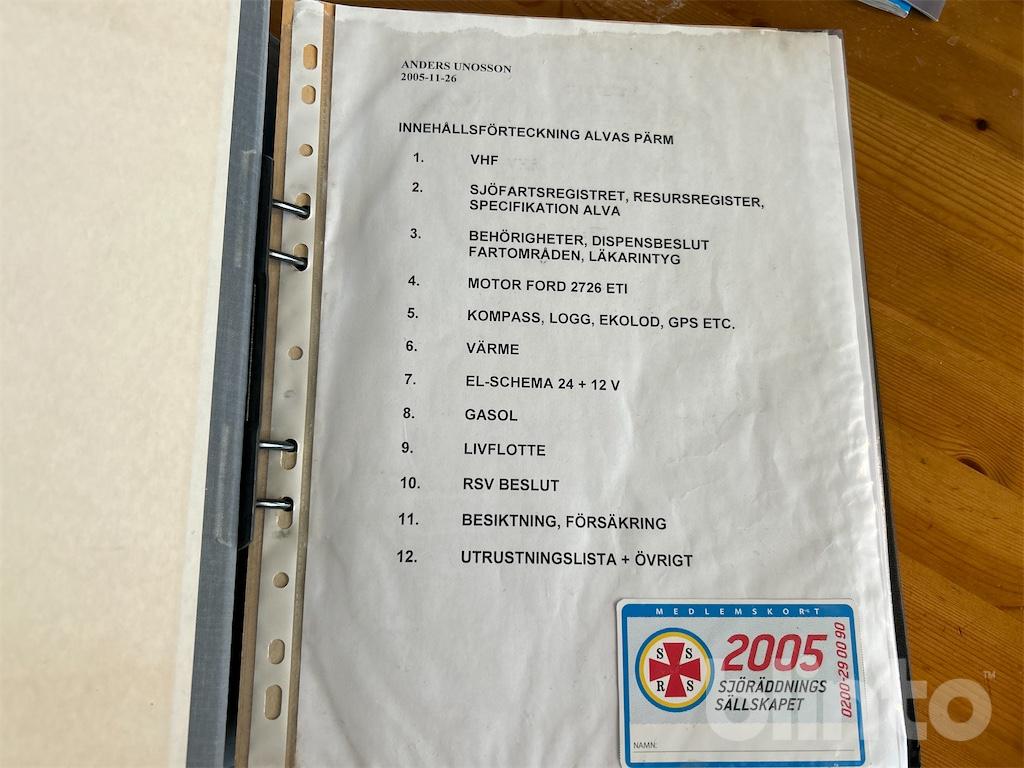 ANDERS UNOSSON
2005-11-26
INNEHÅLLSFÖRTECKNING ALVAS PÄRM
1. VHF
2. SJÖFARTSREGISTRET, RESURSREGISTER,
SPECIFIKATION ALVA
3. BEHÖRIGHETER, DISPENSBESLUT
FARTOMRÅDEN, LÄKARINTYG
4. MOTOR FORD 2726 ETI
5. KOMPASS, LOGG, EKOLOD, GPS ETC.
6. VÄRME
7. EL-SCHEMA 24 + 12 V
8. GASOL
9. LIVFLOTTE
10. RSV BESLUT
11. BESIKTNING, FÖRSÄKRING
12. UTRUSTNINGSLISTA + ÖVRIGT
MEDLEMSKORT
S S
R S
2005
SJÖRÄDDNINGS
SÄLLSKAPET
0200-29 00 90
NAMN:
blinto™